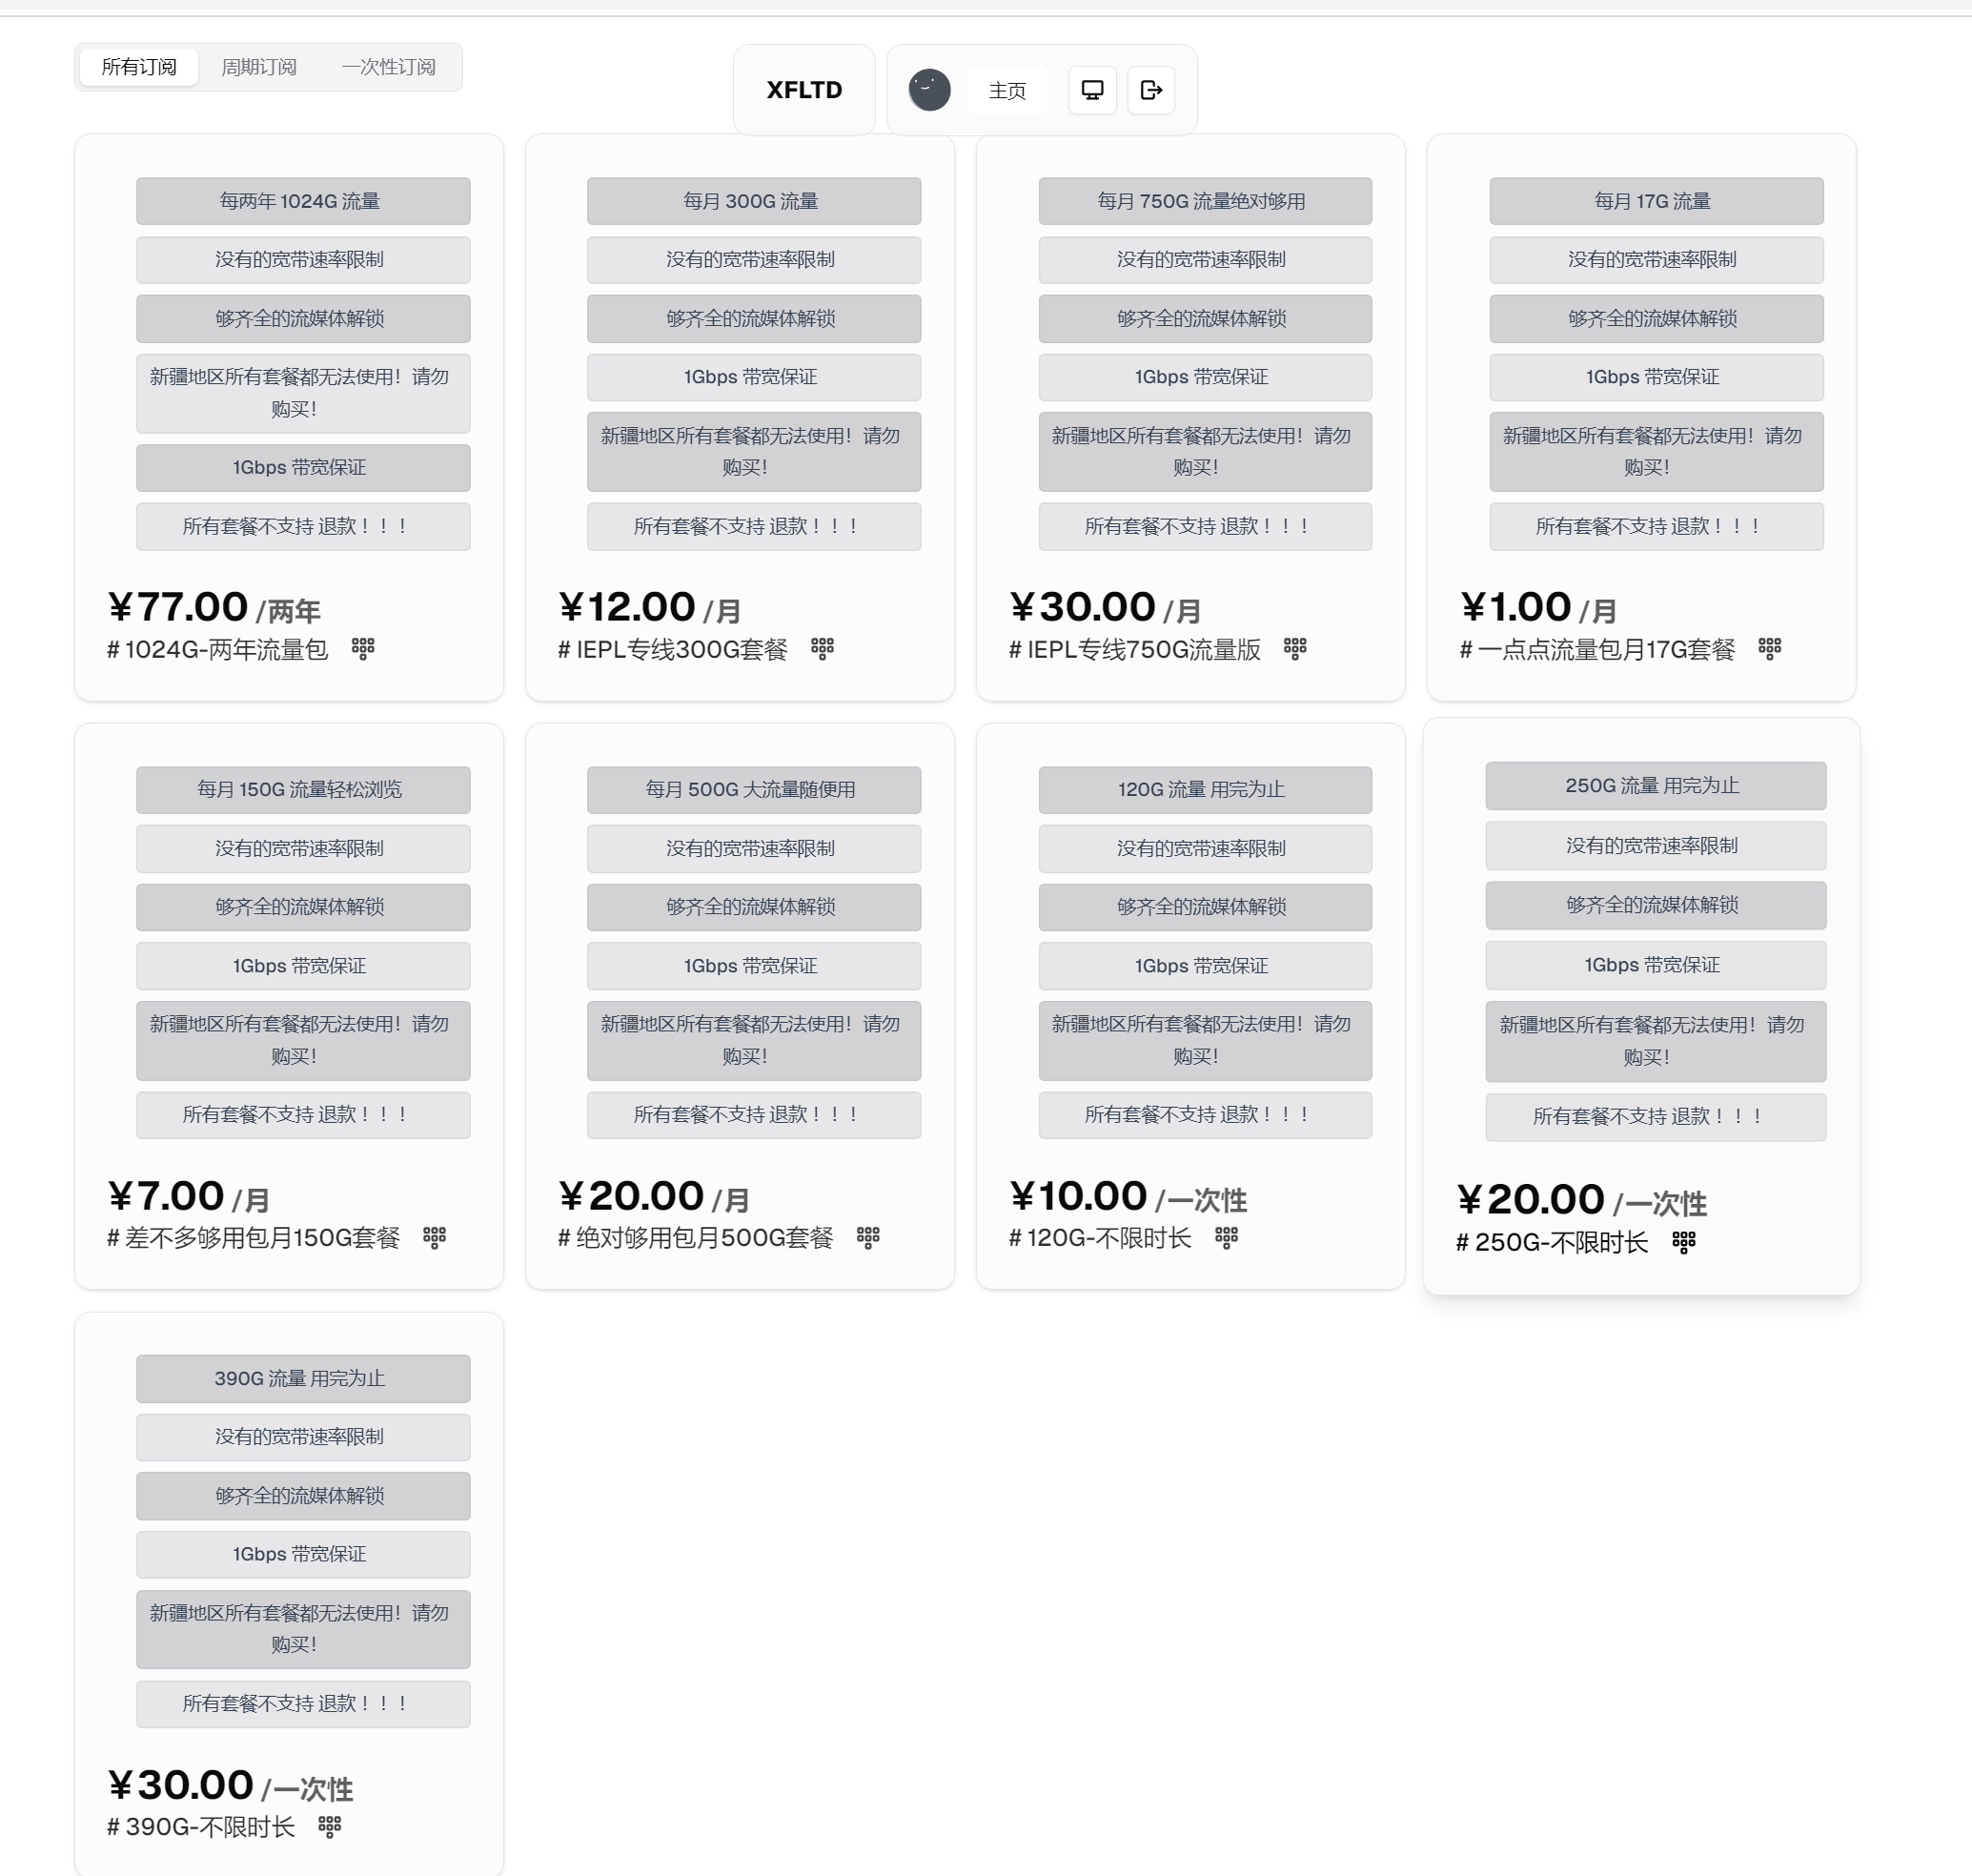 所有订阅 周期订阅 一次性订阅
XFLTD
主页
每两年 1024G 流量
没有的宽带速率限制
够齐全的流媒体解锁
新疆地区所有套餐都无法使用！请勿
购买！
1Gbps 带宽保证
所有套餐不支持 退款！！！
¥77.00 /两年
# 1024G-两年流量包
每月 300G 流量
没有的宽带速率限制
够齐全的流媒体解锁
1Gbps 带宽保证
新疆地区所有套餐都无法使用！请勿
购买！
所有套餐不支持 退款！！！
¥12.00 /月
# IEPL专线300G套餐
每月 750G 流量绝对够用
没有的宽带速率限制
够齐全的流媒体解锁
1Gbps 带宽保证
新疆地区所有套餐都无法使用！请勿
购买！
所有套餐不支持 退款！！！
¥30.00 /月
# IEPL专线750G流量版
每月 17G 流量
没有的宽带速率限制
够齐全的流媒体解锁
1Gbps 带宽保证
新疆地区所有套餐都无法使用！请勿
购买！
所有套餐不支持 退款！！！
¥1.00 /月
# 一点点流量包月17G套餐
每月 150G 流量轻松浏览
没有的宽带速率限制
够齐全的流媒体解锁
1Gbps 带宽保证
新疆地区所有套餐都无法使用！请勿
购买！
所有套餐不支持 退款！！！
¥7.00 /月
# 差不多够用包月150G套餐
每月 500G 大流量随便用
没有的宽带速率限制
够齐全的流媒体解锁
1Gbps 带宽保证
新疆地区所有套餐都无法使用！请勿
购买！
所有套餐不支持 退款！！！
¥20.00 /月
# 绝对够用包月500G套餐
120G 流量 用完为止
没有的宽带速率限制
够齐全的流媒体解锁
1Gbps 带宽保证
新疆地区所有套餐都无法使用！请勿
购买！
所有套餐不支持 退款！！！
¥10.00 /一次性
# 120G-不限时长
250G 流量 用完为止
没有的宽带速率限制
够齐全的流媒体解锁
1Gbps 带宽保证
新疆地区所有套餐都无法使用！请勿
购买！
所有套餐不支持 退款！！！
¥20.00 /一次性
# 250G-不限时长
390G 流量 用完为止
没有的宽带速率限制
够齐全的流媒体解锁
1Gbps 带宽保证
新疆地区所有套餐都无法使用！请勿
购买！
所有套餐不支持 退款！！！
¥30.00 /一次性
# 390G-不限时长